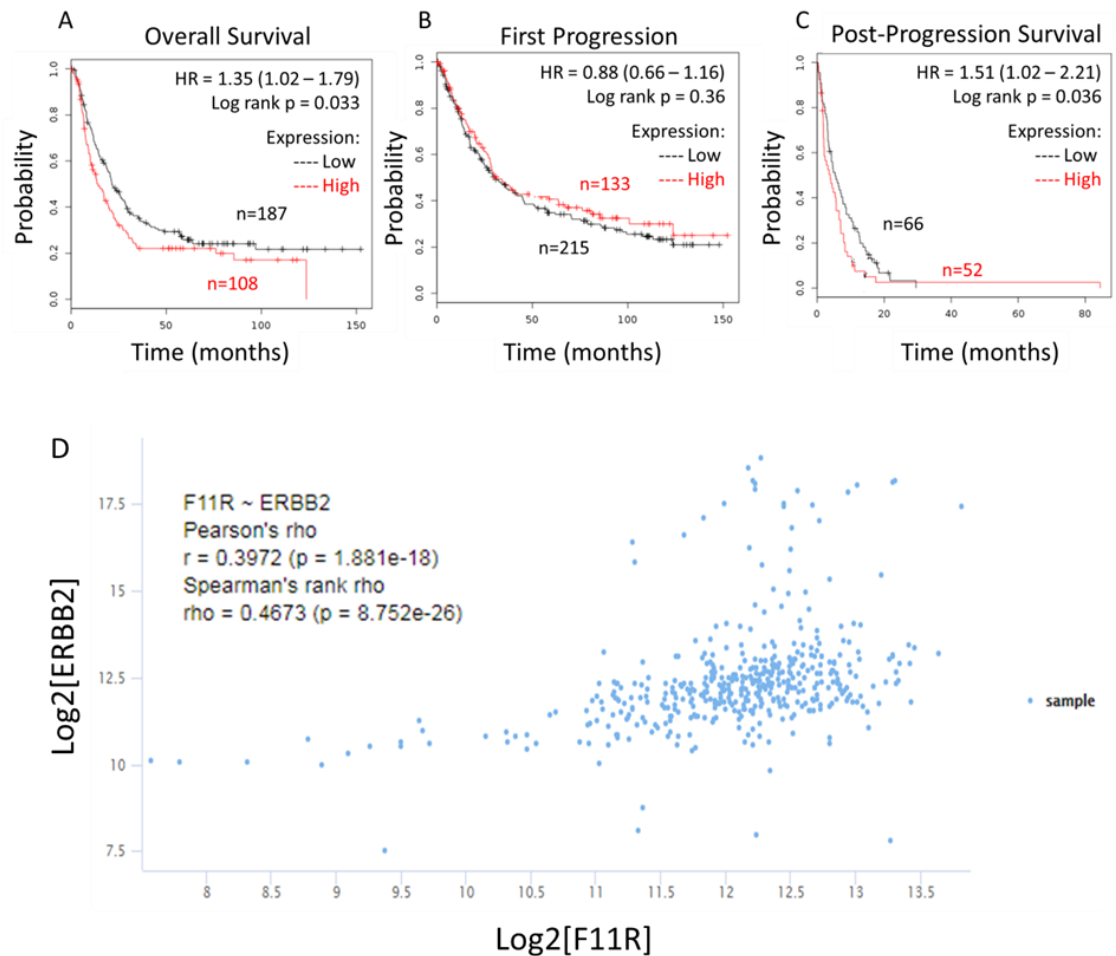 A
Overall Survival
HR = 1.35 (1.02 – 1.79)
Log rank p = 0.033
Expression:
Low
High
n=187
n=108
Probability
0.0
0.2
0.4
0.6
0.8
1.0
0
50
100
150
Time (months)
B
First Progression
HR = 0.88 (0.66 – 1.16)
Log rank p = 0.36
Expression:
Low
High
n=133
n=215
Probability
0.0
0.2
0.4
0.6
0.8
1.0
0
50
100
150
Time (months)
C
Post-Progression Survival
HR = 1.51 (1.02 – 2.21)
Log rank p = 0.036
Expression:
Low
High
n=66
n=52
Probability
0.0
0.2
0.4
0.6
0.8
1.0
0
20
40
60
80
Time (months)
D
F11R ~ ERBB2
Pearson's rho
r = 0.3972 (p = 1.881e-18)
Spearman's rank rho
rho = 0.4673 (p = 8.752e-26)
Log2[ERBB2]
17.5
15
12.5
10
7.5
8
8.5
9
9.5
10
10.5
11
11.5
12
12.5
13
13.5
Log2[F11R]
sample